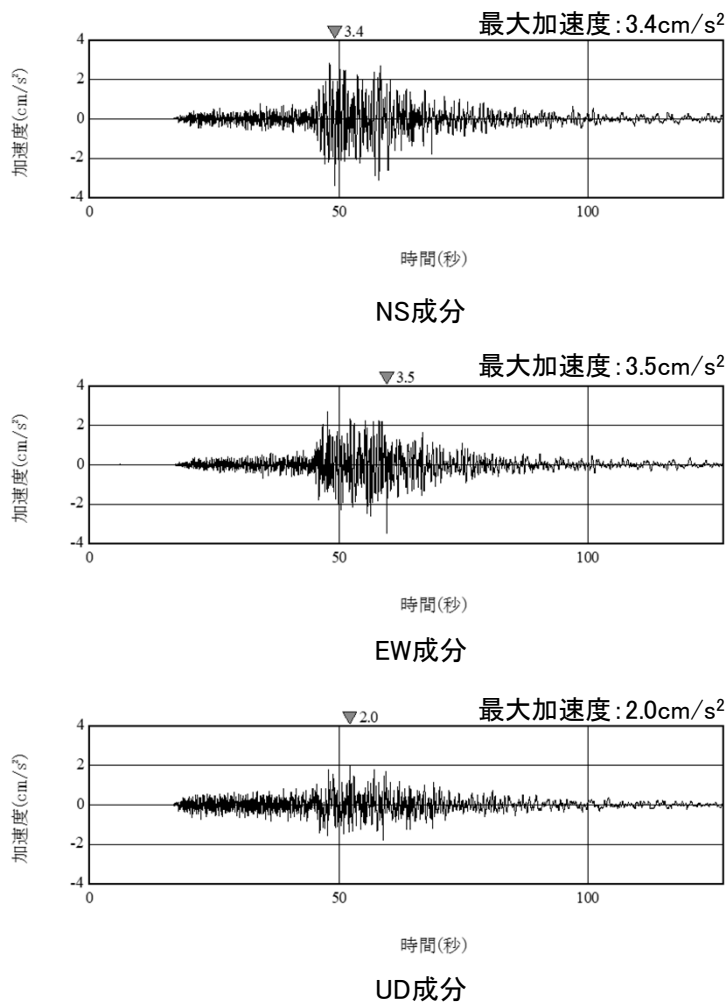 最大加速度:3.4cm/s²
3.4
4
2
0
-2
-4
加速度(cm/s²)
0 50 100
時間(秒)
NS成分
最大加速度:3.5cm/s²
3.5
4
2
0
-2
-4
加速度(cm/s²)
0 50 100
時間(秒)
EW成分
最大加速度:2.0cm/s²
2.0
4
2
0
-2
-4
加速度(cm/s²)
0 50 100
時間(秒)
UD成分